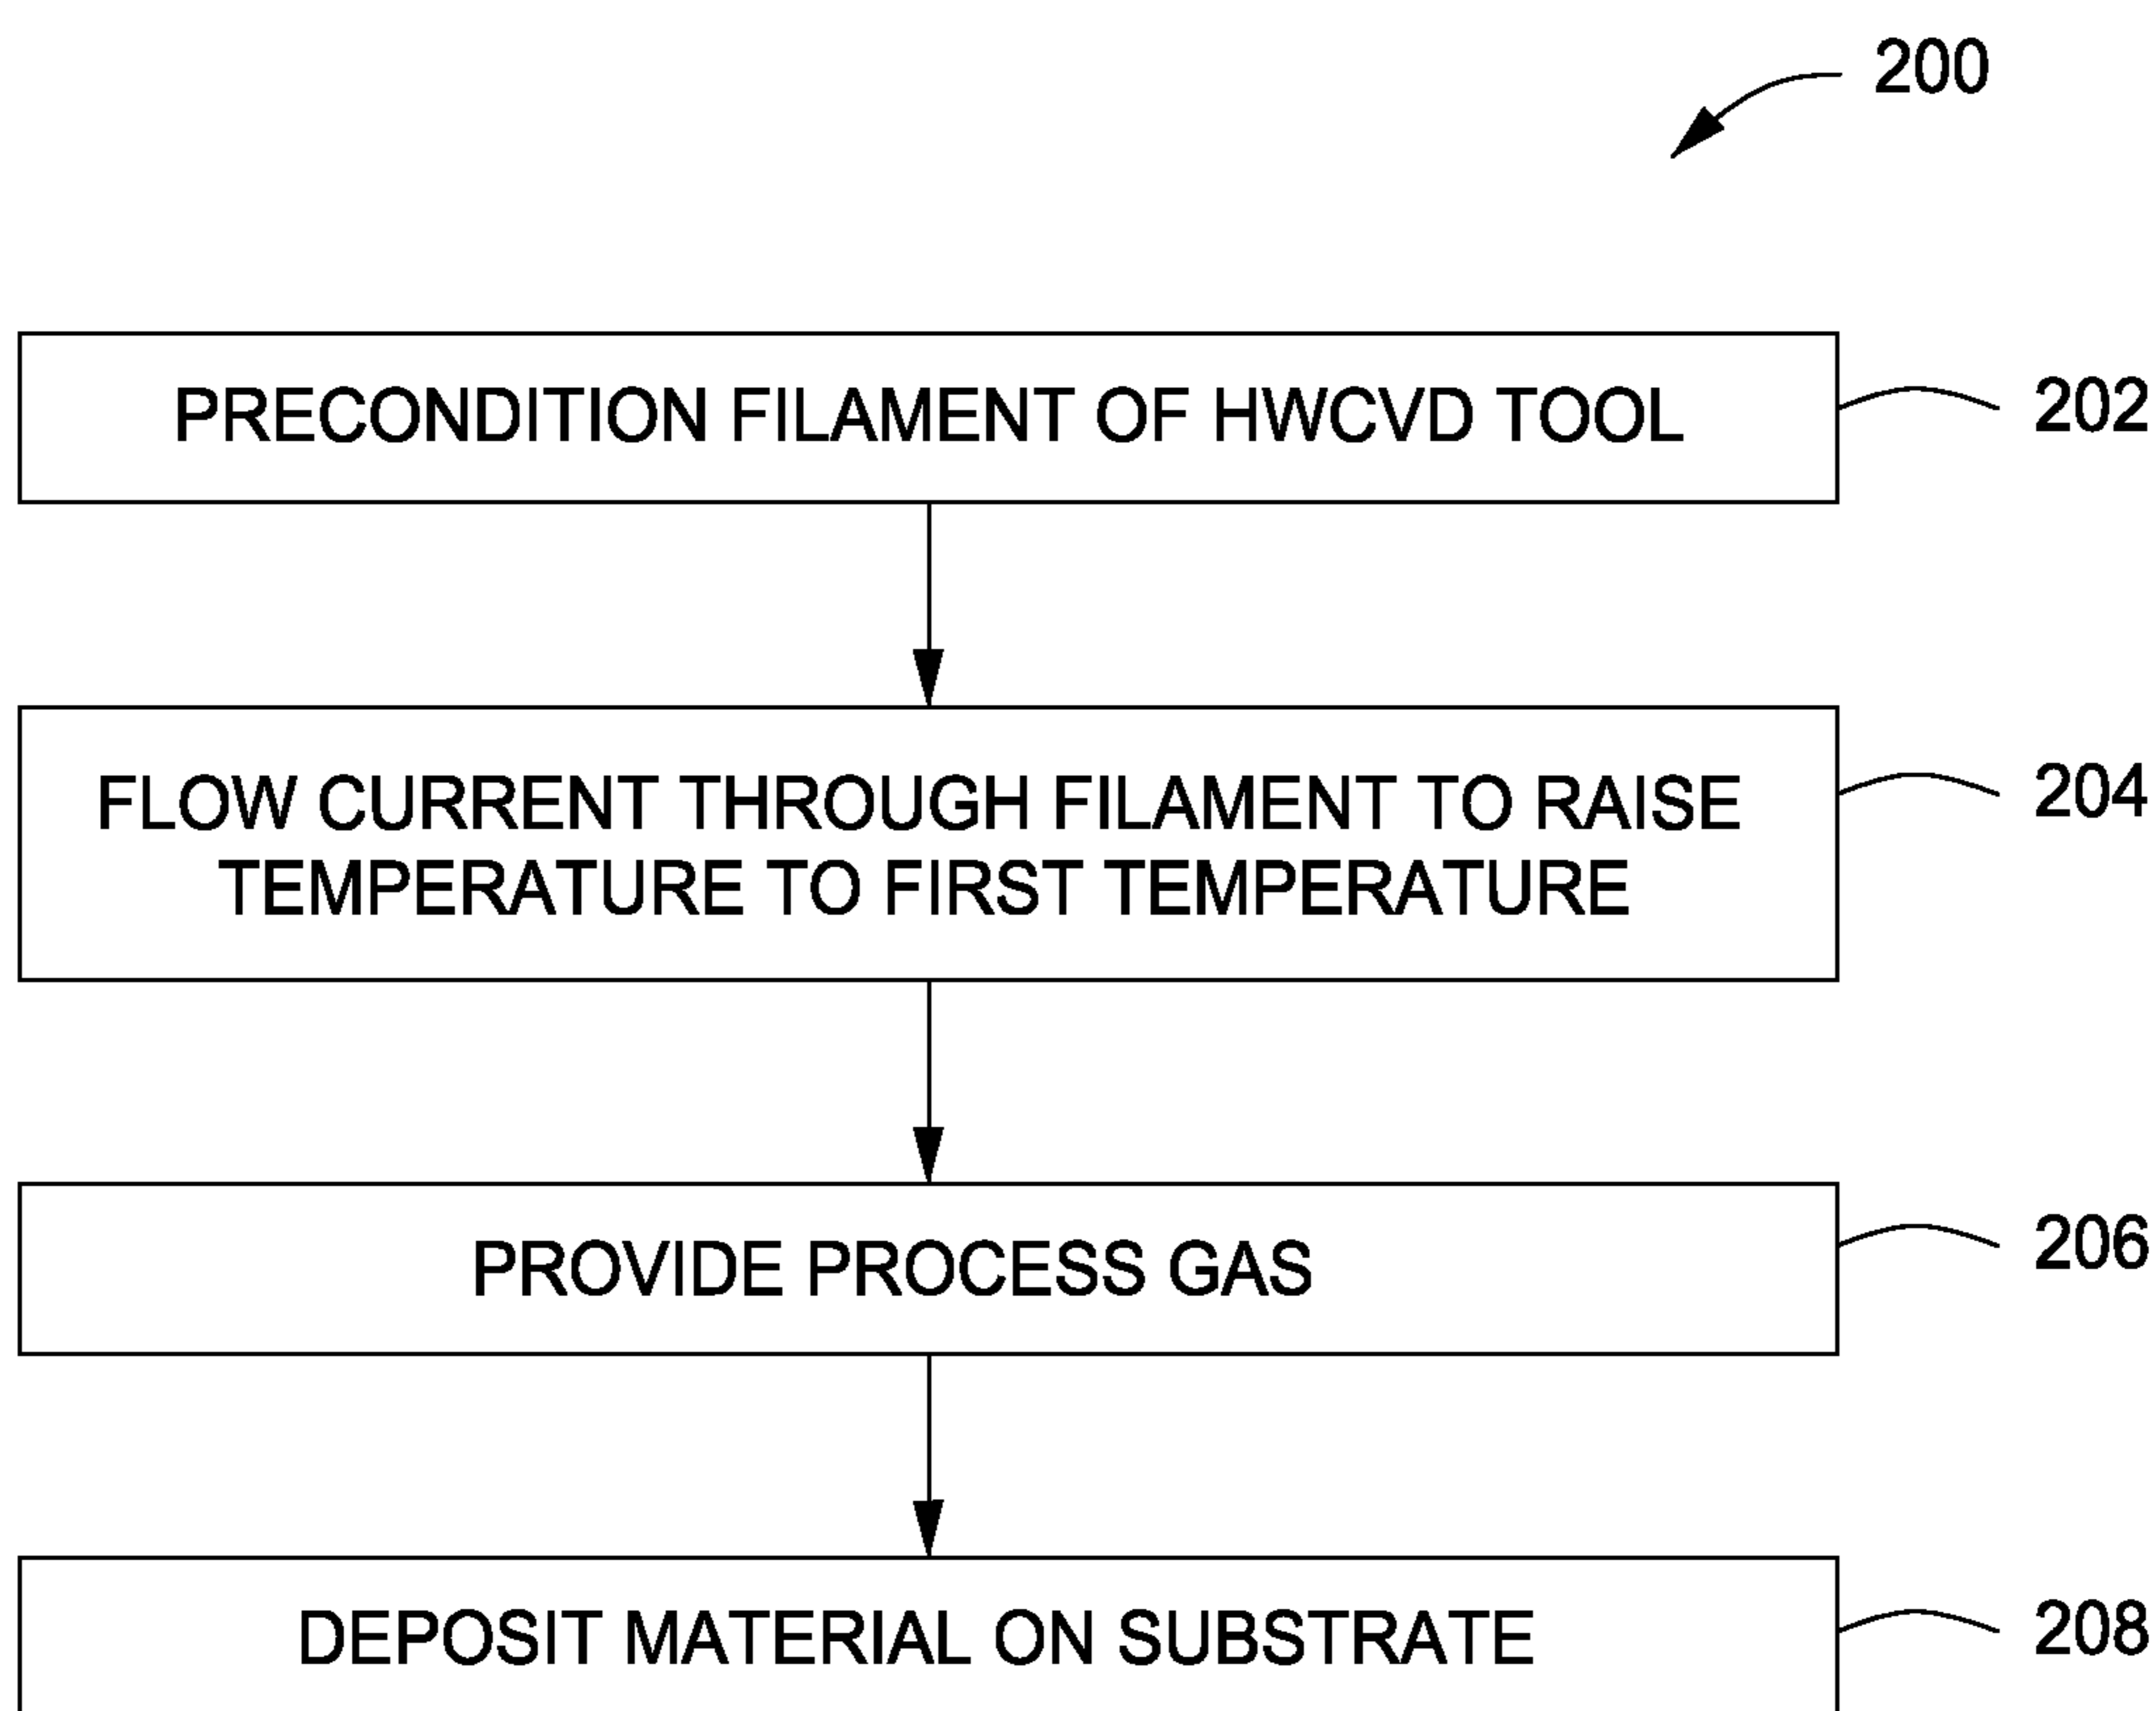 200
PRECONDITION FILAMENT OF HWCVD TOOL
202
FLOW CURRENT THROUGH FILAMENT TO RAISE
TEMPERATURE TO FIRST TEMPERATURE
204
PROVIDE PROCESS GAS
206
DEPOSIT MATERIAL ON SUBSTRATE
208